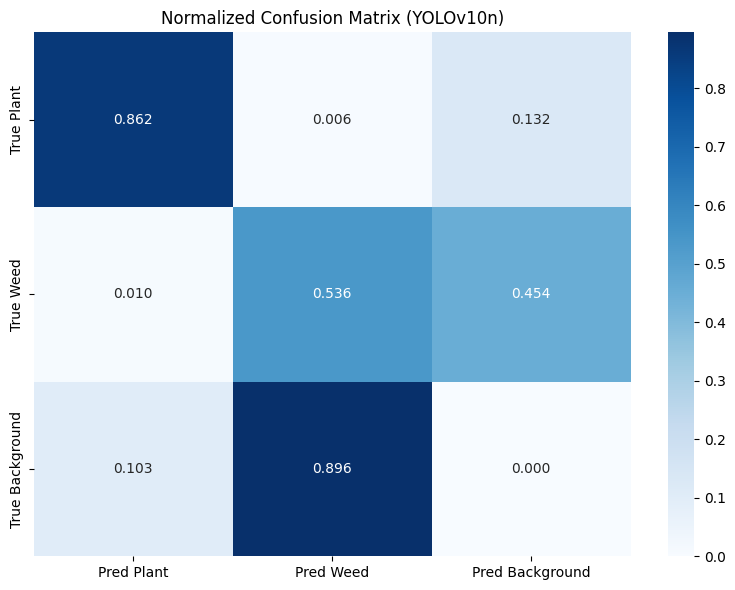 Normalized Confusion Matrix (YOLOv10n)
True Plant
0.862 0.006 0.132
True Weed
0.010 0.536 0.454
True Background
0.103 0.896 0.000
Pred Plant Pred Weed Pred Background
0.8
0.7
0.6
0.5
0.4
0.3
0.2
0.1
0.0